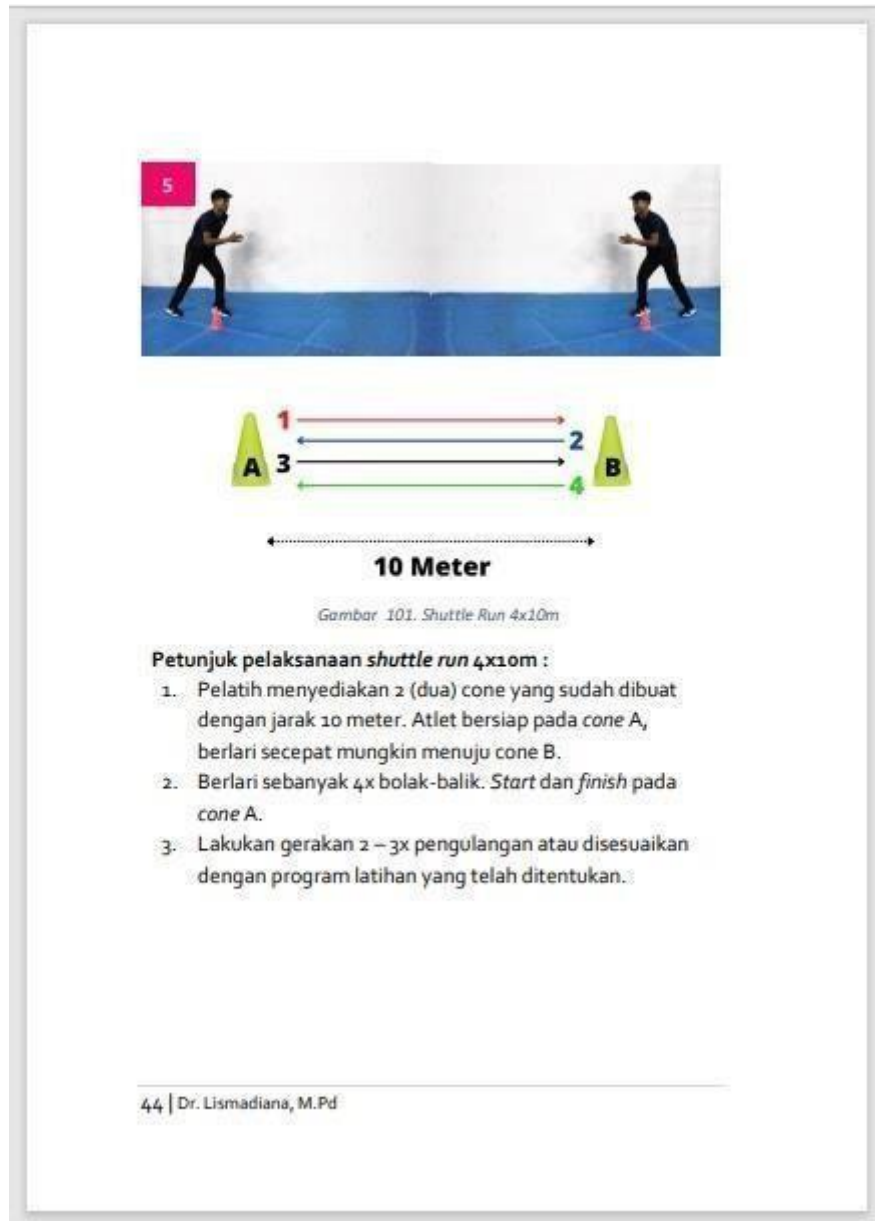 5
1
2
A 3 B
4
10 Meter
Gambar 101. Shuttle Run 4x10m
Petunjuk pelaksanaan shuttle run 4x10m :
1. Pelatih menyediakan 2 (dua) cone yang sudah dibuat
dengan jarak 10 meter. Atlet bersiap pada cone A,
berlari secepat mungkin menuju cone B.
2. Berlari sebanyak 4x bolak-balik. Start dan finish pada
cone A.
3. Lakukan gerakan 2 – 3x pengulangan atau disesuaikan
dengan program latihan yang telah ditentukan.
44 | Dr. Lismadiana, M.Pd